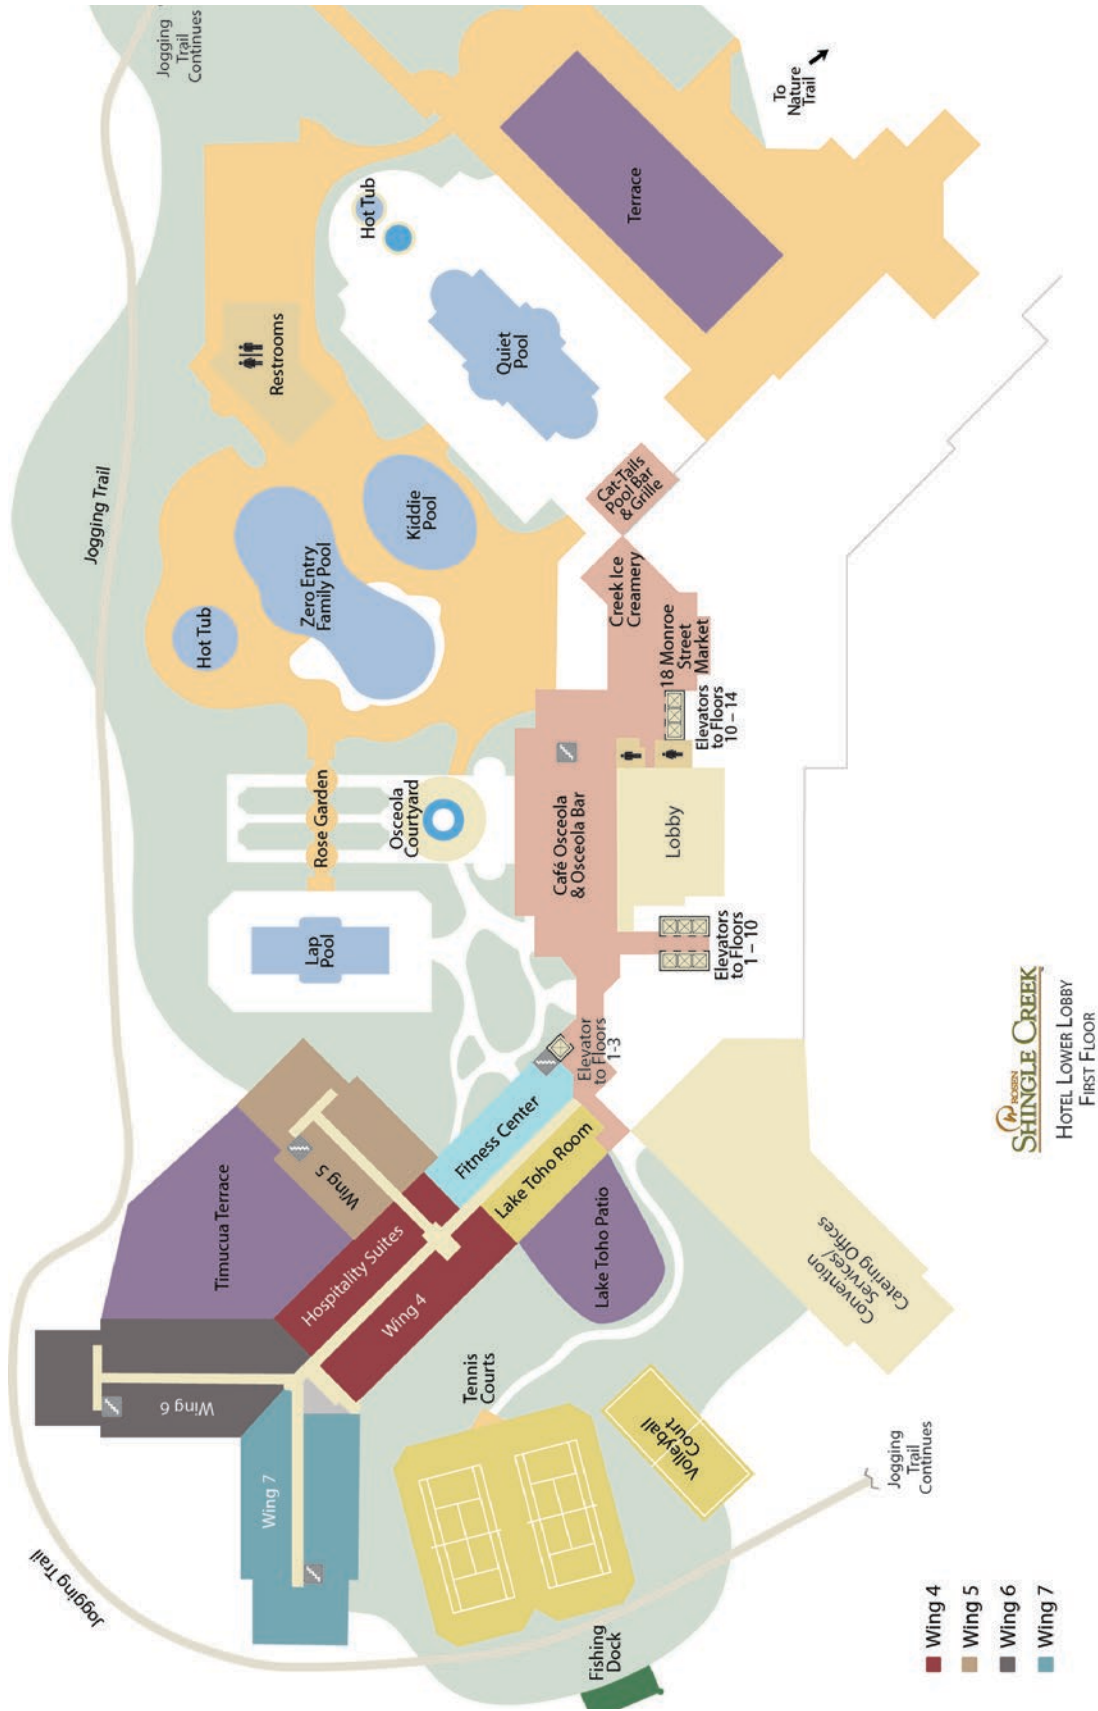 Jogging
Trail
Continues
To
Nature
Trail
Terrace
Hot Tub
Quiet
Pool
Restrooms
Jogging Trail
Kiddie
Pool
Zero Entry
Family Pool
Hot Tub
Cat-Tails
Pool Bar
& Grille
Creek Ice
Creamery
18 Monroe
Street
Market
Elevators
to Floors
10 – 14
Rose Garden
Osceola
Courtyard
Café Osceola
& Osceola Bar
Lobby
Lap
Pool
Elevators
to Floors
1 – 10
Elevator
to Floors
1-3
Fitness Center
Lake Toho Room
Lake Toho Patio
Wing 5
Timucua Terrace
Hospitality Suites
Wing 4
Wing 6
Wing 7
Convention
Services/
Catering Offices
Tennis
Courts
Volleyball
Court
Jogging
Trail
Continues
Jogging Trail
Fishing
Dock
ROSEN
SHINGLE CREEK
HOTEL LOWER LOBBY
FIRST FLOOR
Wing 4
Wing 5
Wing 6
Wing 7